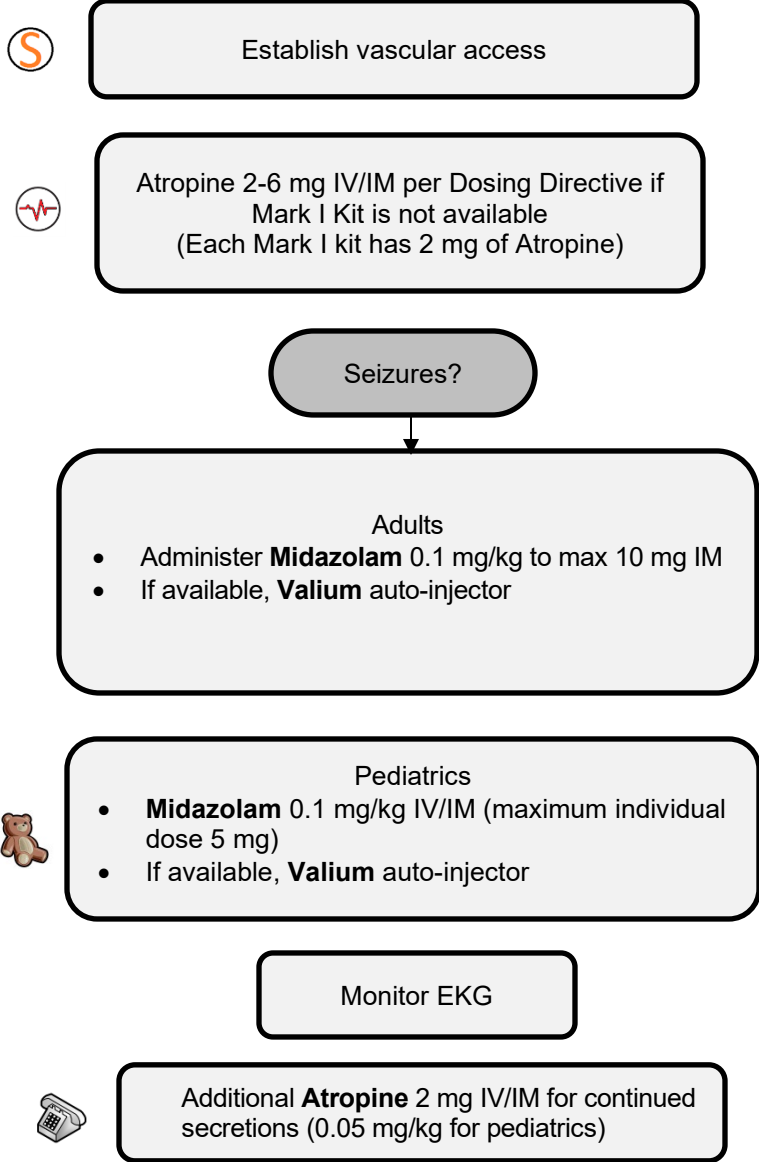 S
Establish vascular access
Atropine 2-6 mg IV/IM per Dosing Directive if
Mark I Kit is not available
(Each Mark I kit has 2 mg of Atropine)
Seizures?
Adults
• Administer Midazolam 0.1 mg/kg to max 10 mg IM
• If available, Valium auto-injector
Pediatrics
• Midazolam 0.1 mg/kg IV/IM (maximum individual
dose 5 mg)
• If available, Valium auto-injector
Monitor EKG
Additional Atropine 2 mg IV/IM for continued
secretions (0.05 mg/kg for pediatrics)